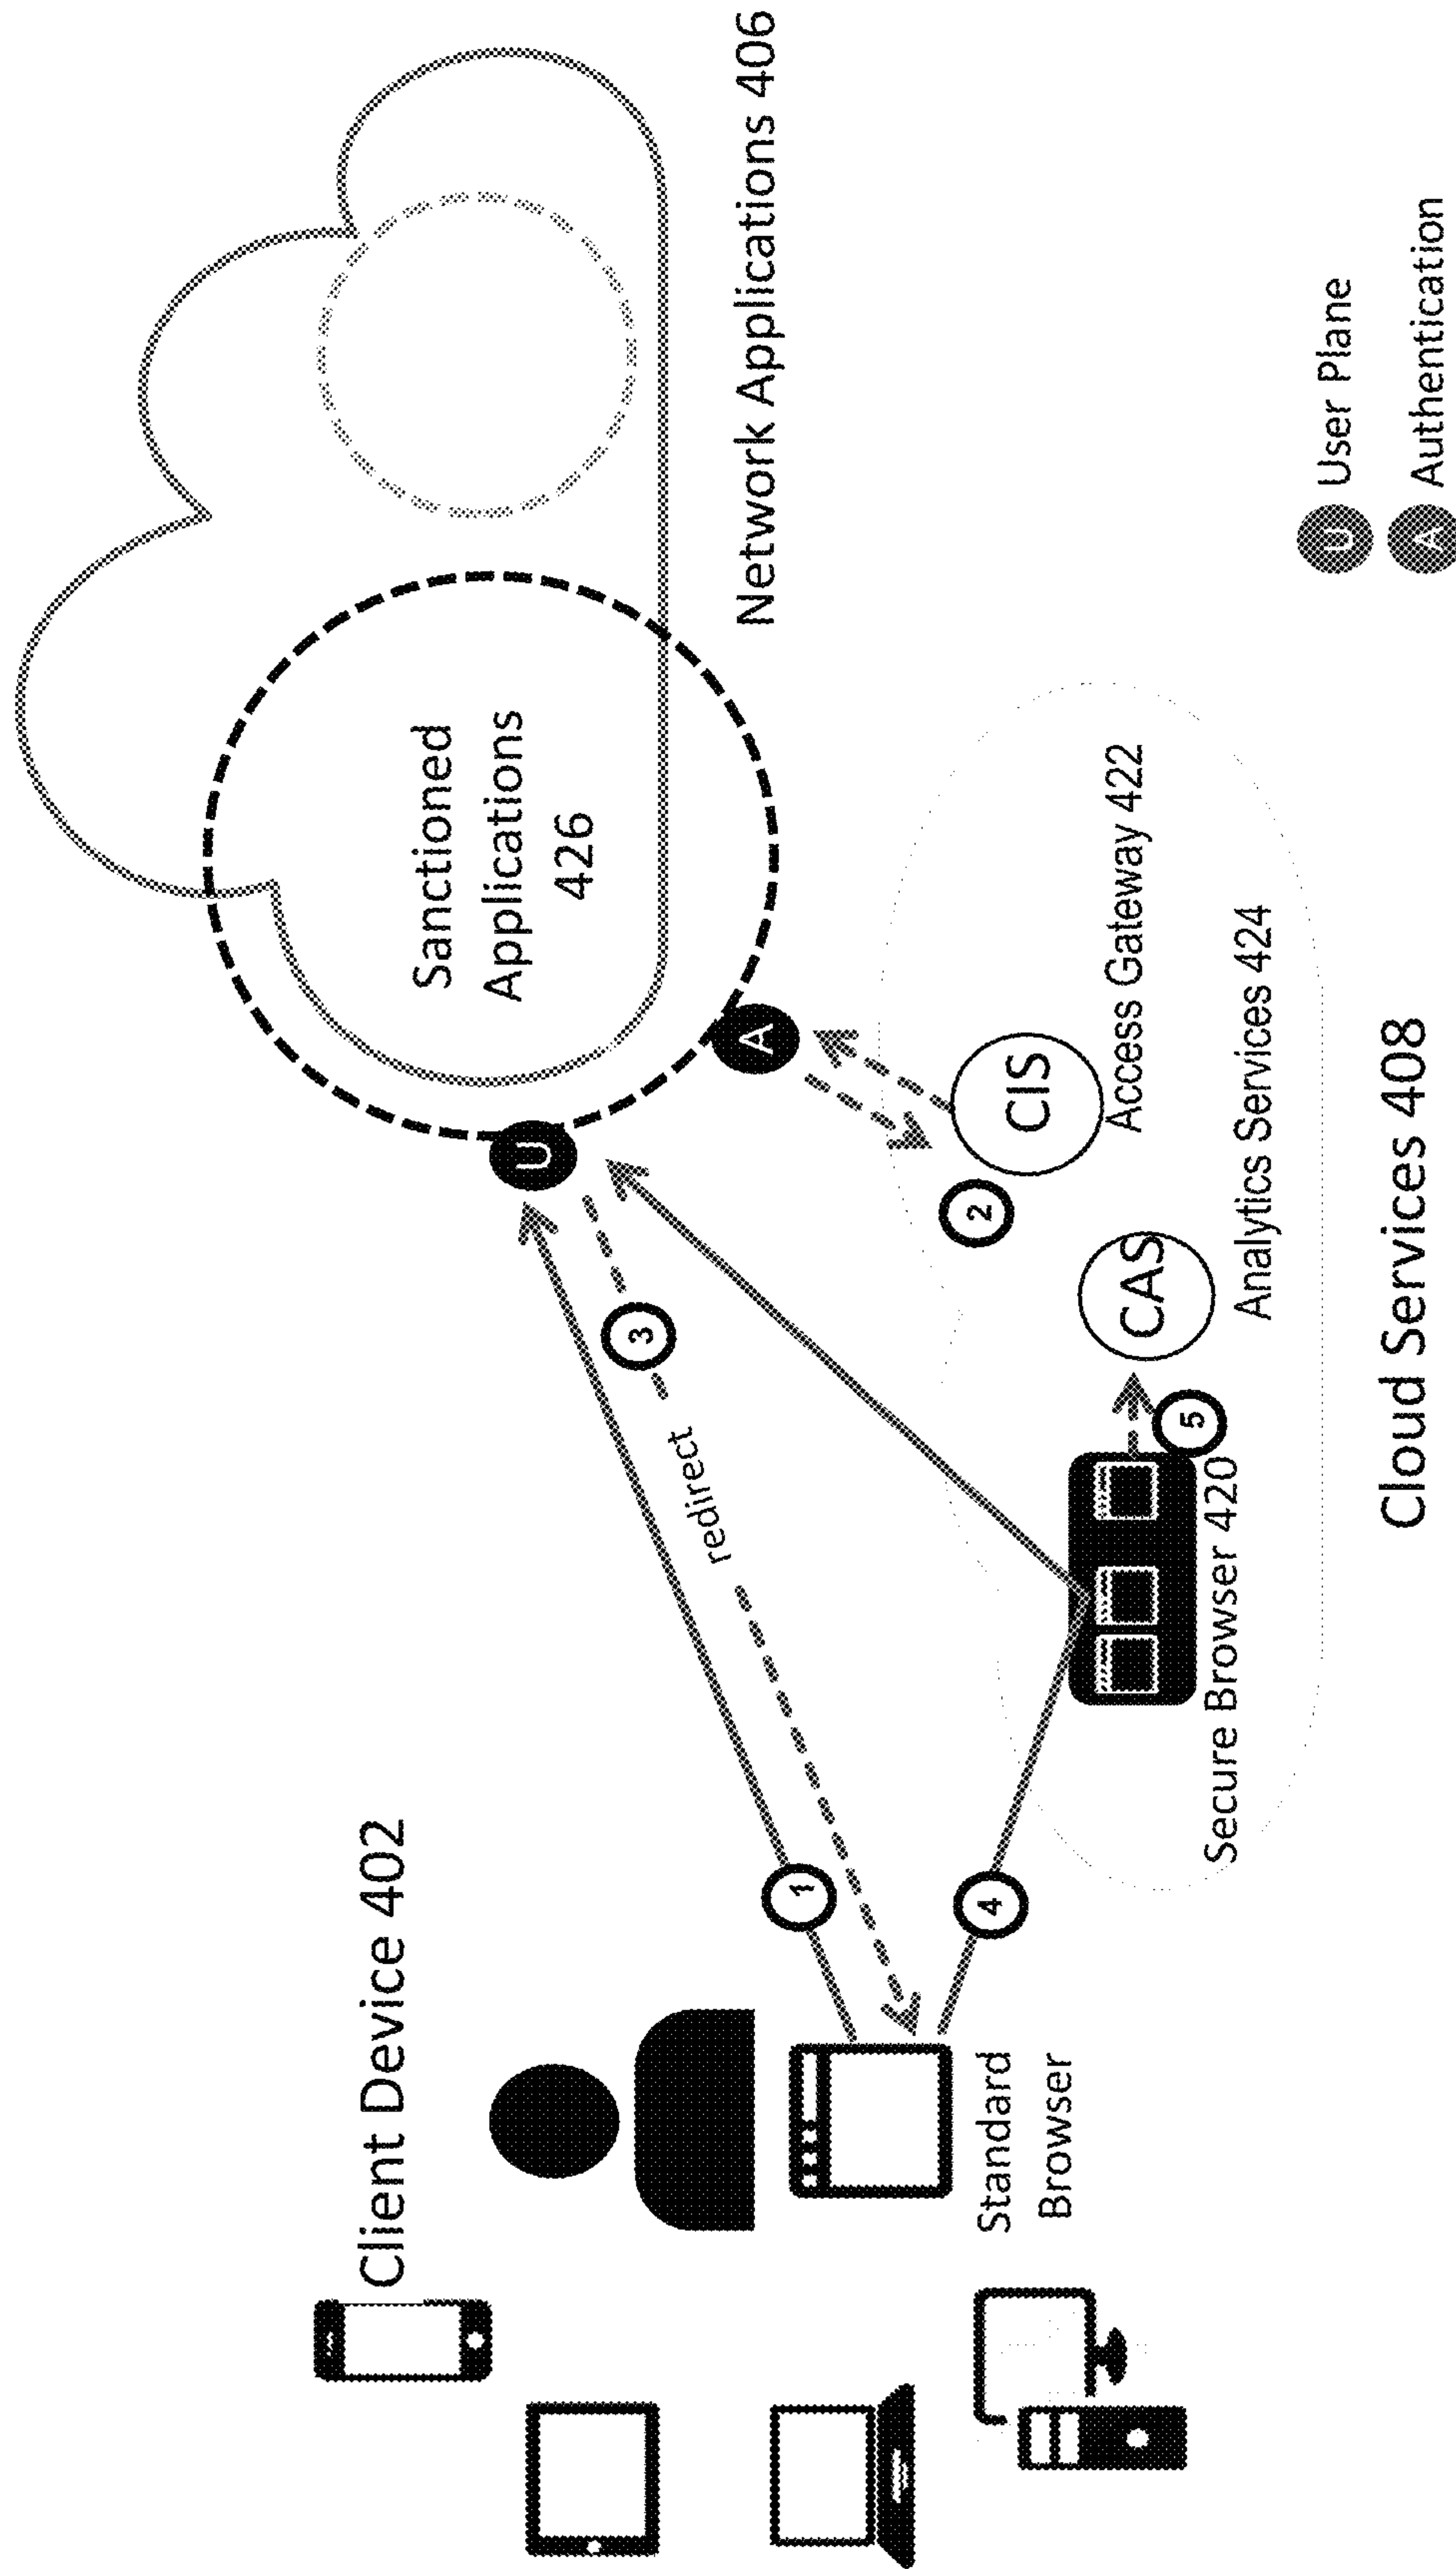 Client Device 402
Standard
Browser
1
3
redirect
4
U
A
Sanctioned
Applications
426
Network Applications 406
2
CIS
Access Gateway 422
CAS
Analytics Services 424
5
Secure Browser 420
Cloud Services 408
U User Plane
A Authentication